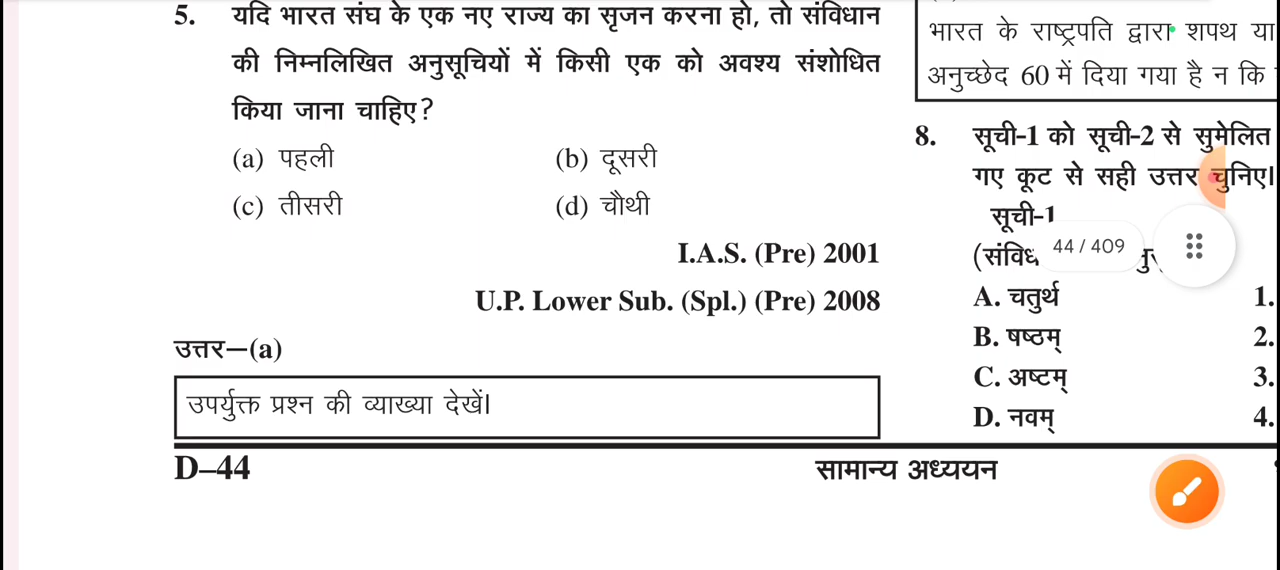 5. यदि भारत संघ के एक नए राज्य का सृजन करना हो, तो संविधान
की निम्नलिखित अनुसूचियों में किसी एक को अवश्य संशोधित
किया जाना चाहिए?
(a) पहली (b) दूसरी
(c) तीसरी (d) चौथी
I.A.S. (Pre) 2001
U.P. Lower Sub. (Spl.) (Pre) 2008
उत्तर—(a)
उपर्युक्त प्रश्न की व्याख्या देखें।
D–44
सामान्य अध्ययन
भारत के राष्ट्रपति द्वारा शपथ या
अनुच्छेद 60 में दिया गया है न कि
8. सूची-1 को सूची-2 से सुमेलित
गए कूट से सही उत्तर चुनिए।
सूची-1
44 / 409
A. चतुर्थ 1.
B. षष्ठम् 2.
C. अष्टम् 3.
D. नवम् 4.